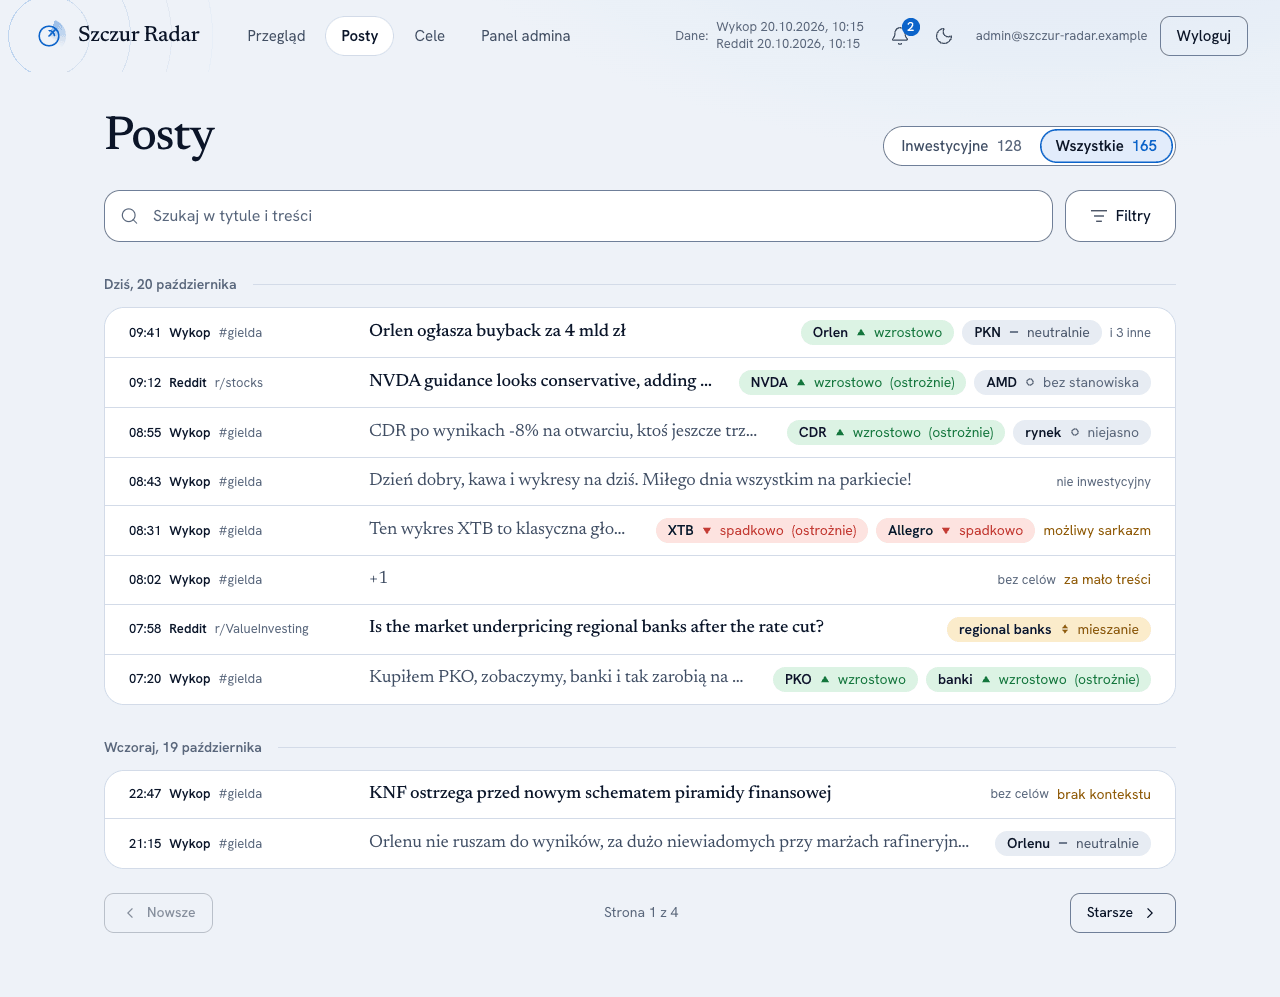 Szczur Radar
Przegląd
Posty
Cele
Panel admina
Dane: Wykop 20.10.2026, 10:15
Reddit 20.10.2026, 10:15
2
admin@szczur-radar.example
Wyloguj
Posty
Inwestycyjne 128
Wszystkie 165
Szukaj w tytule i treści
Filtry
Dziś, 20 października
09:41 Wykop #gielda Orlen ogłasza buyback za 4 mld zł Orlen wzrostowo PKN neutralnie i 3 inne
09:12 Reddit r/stocks NVDA guidance looks conservative, adding ... NVDA wzrostowo (ostrożnie) AMD bez stanowiska
08:55 Wykop #gielda CDR po wynikach -8% na otwarciu, ktoś jeszcze trz... CDR wzrostowo (ostrożnie) rynek niejasno
08:43 Wykop #gielda Dzień dobry, kawa i wykresy na dziś. Miłego dnia wszystkim na parkiecie! nie inwestycyjny
08:31 Wykop #gielda Ten wykres XTB to klasyczna gło... XTB spadkowo (ostrożnie) Allegro spadkowo możliwy sarkazm
08:02 Wykop #gielda +1 bez celów za mało treści
07:58 Reddit r/ValueInvesting Is the market underpricing regional banks after the rate cut? regional banks mieszanie
07:20 Wykop #gielda Kupiłem PKO, zobaczymy, banki i tak zarobią na ... PKO wzrostowo banki wzrostowo (ostrożnie)
Wczoraj, 19 października
22:47 Wykop #gielda KNF ostrzega przed nowym schematem piramidy finansowej bez celów brak kontekstu
21:15 Wykop #gielda Orlenu nie ruszam do wyników, za dużo niewiadomych przy marżach rafineryjn... Orlenu neutralnie
Nowsze
Strona 1 z 4
Starsze